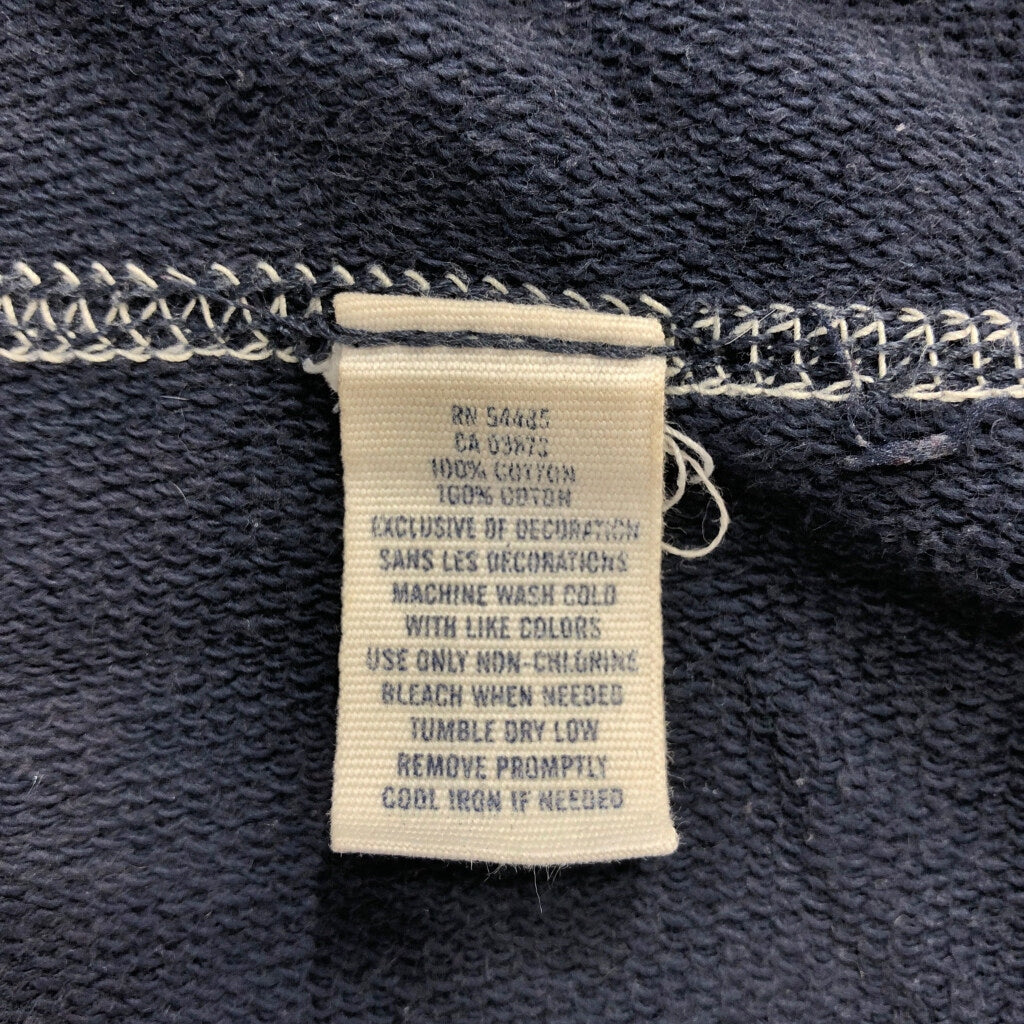 RN 54485
CA 03873
100% COTTON
100% COTON
EXCLUSIVE OF DECORATION
SANS LES DECORATIONS
MACHINE WASH COLD
WITH LIKE COLORS
USE ONLY NON-CHLORINE
BLEACH WHEN NEEDED
TUMBLE DRY LOW
REMOVE PROMPTLY
COOL IRON IF NEEDED